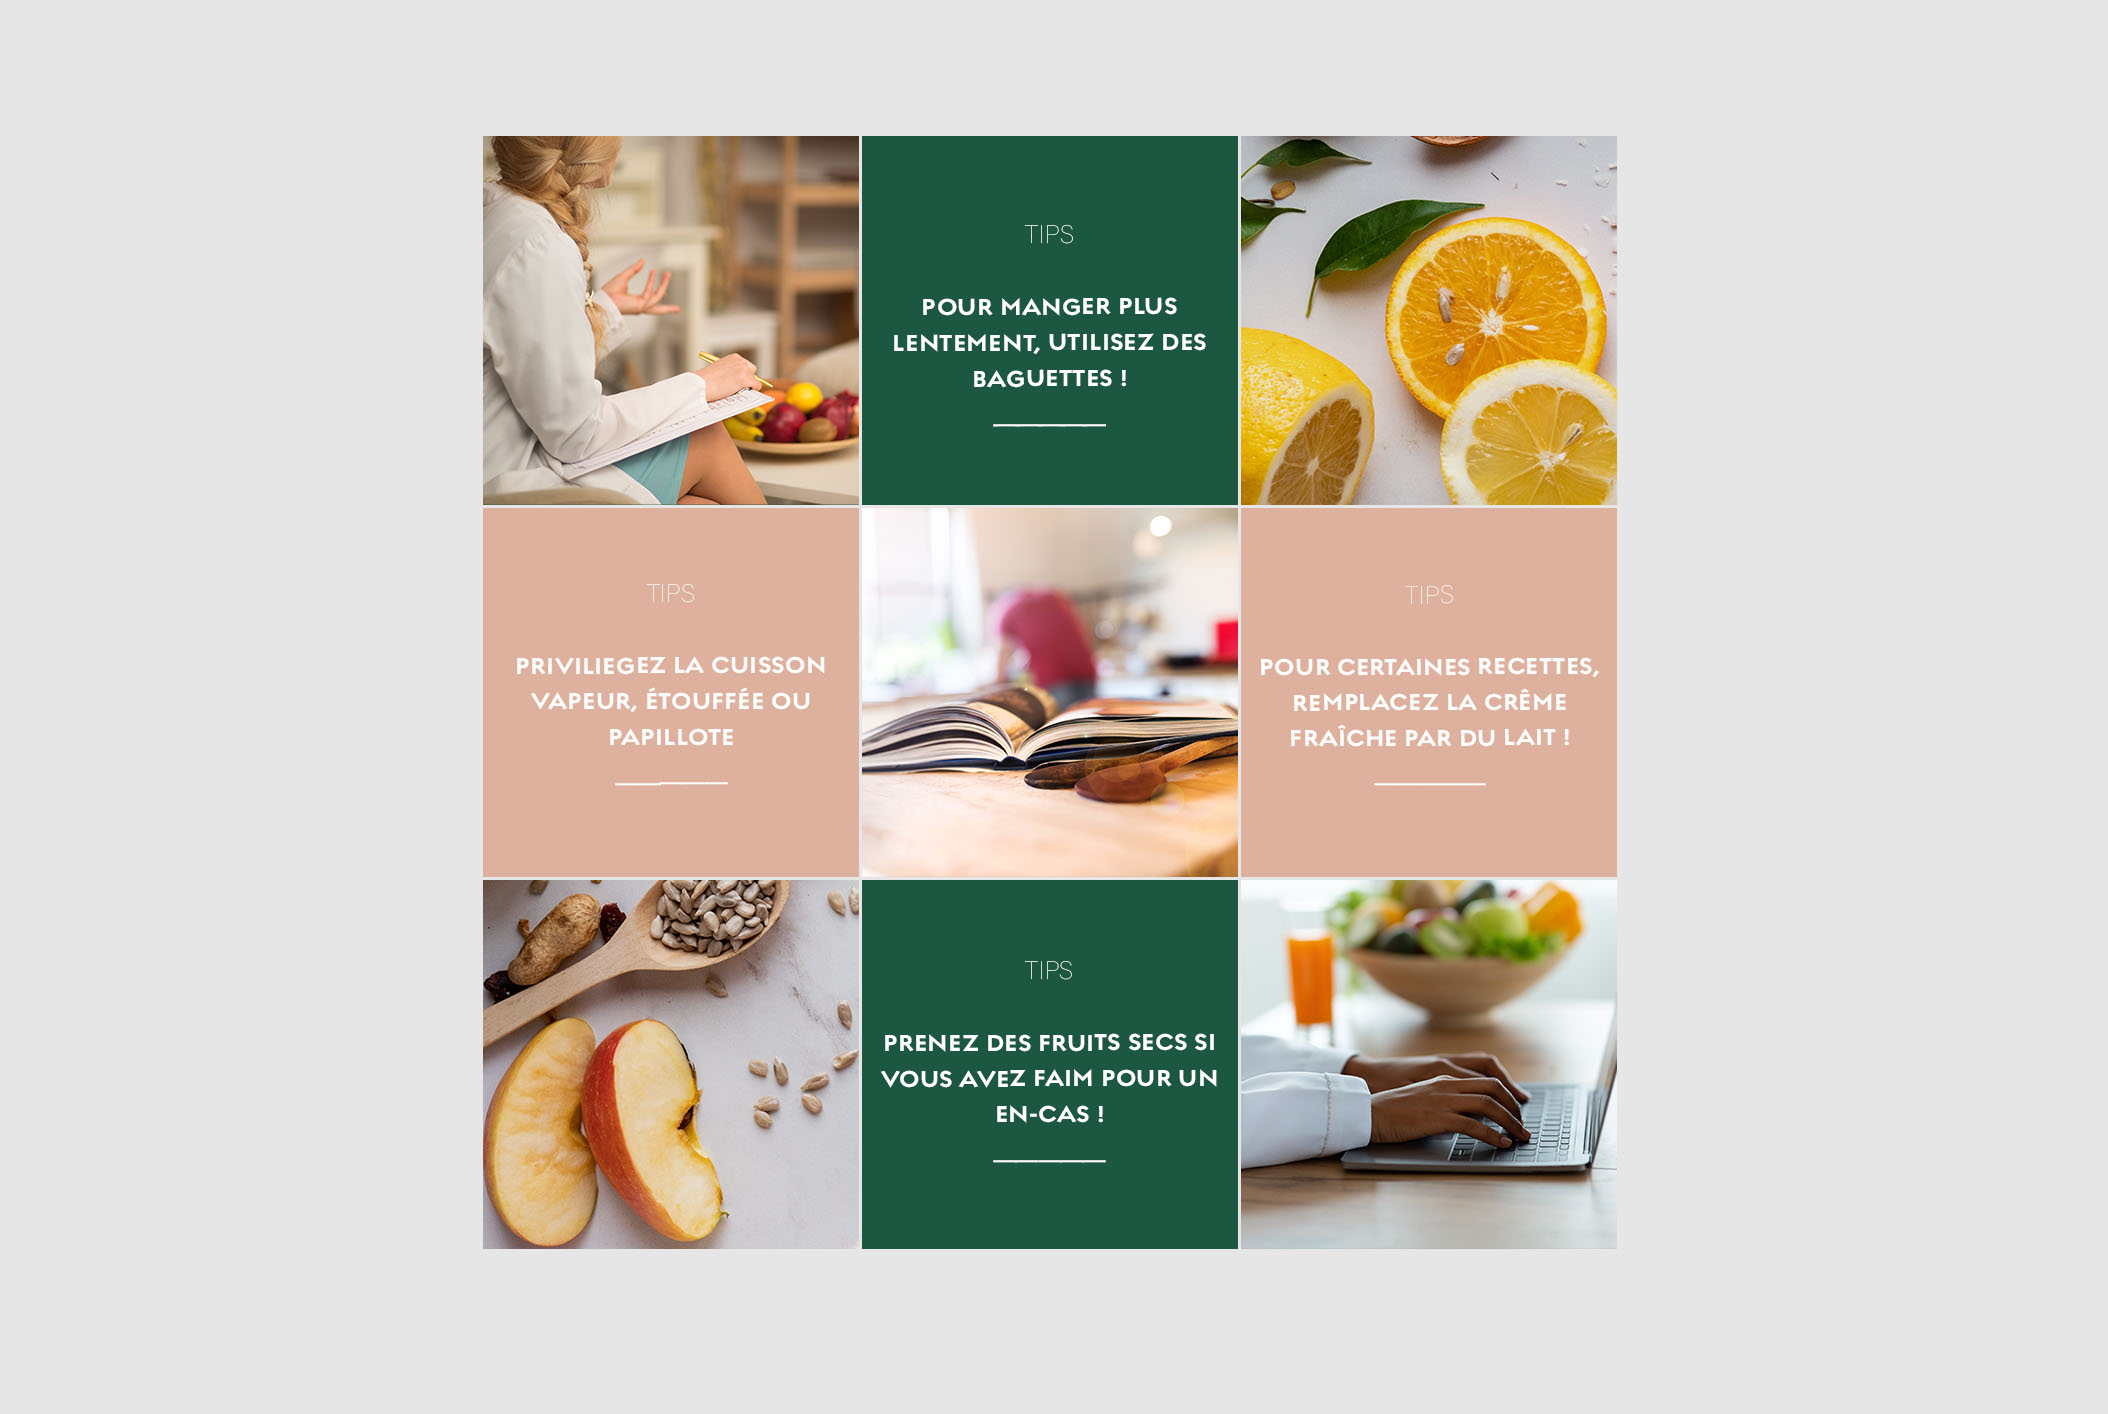 TIPS
POUR MANGER PLUS
LENTEMENT, UTILISEZ DES
BAGUETTES !
TIPS
PRIVILIEGEZ LA CUISSON
VAPEUR, ÉTOUFFÉE OU
PAPILLOTE
TIPS
POUR CERTAINES RECETTES,
REMPLACEZ LA CRÊME
FRAÎCHE PAR DU LAIT !
TIPS
PRENEZ DES FRUITS SECS SI
VOUS AVEZ FAIM POUR UN
EN-CAS !